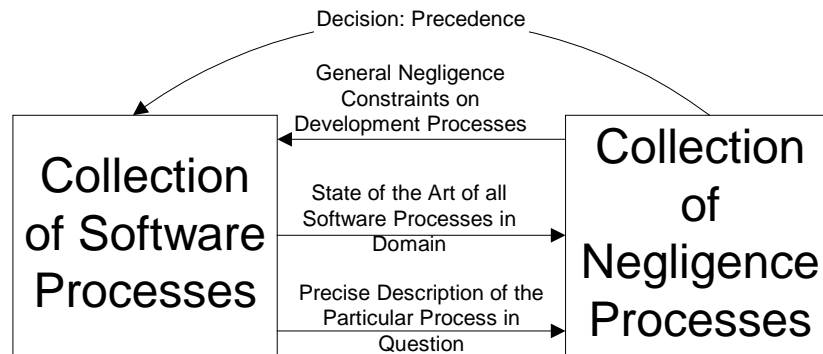 Decision: Precedence
General Negligence
Constraints on
Development Processes
Collection
of Software
Processes
State of the Art of all
Software Processes in
Domain
Precise Description of the
Particular Process in
Question
Collection
of
Negligence
Processes